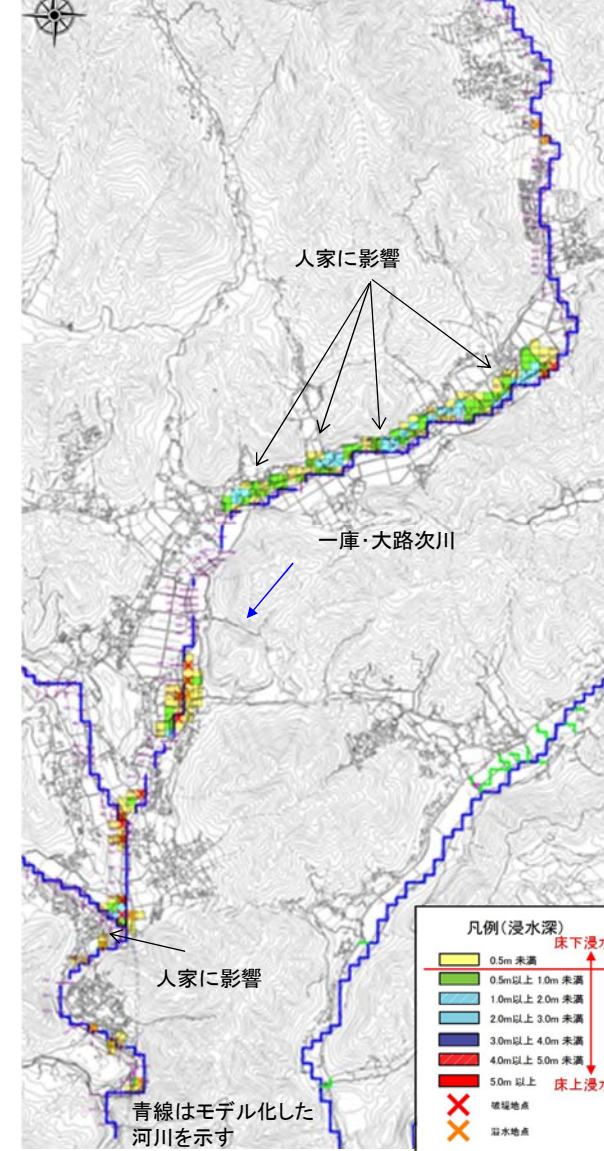 人家に影響
一庫・大路次川
人家に影響
青線はモデル化した
河川を示す
凡例(浸水深)
床下浸水
0.5m 未満
0.5m以上 1.0m 未満
1.0m以上 2.0m 未満
2.0m以上 3.0m 未満
3.0m以上 4.0m 未満
4.0m以上 5.0m 未満
5.0m 以上
床上浸水
破堤地点
溢水地点